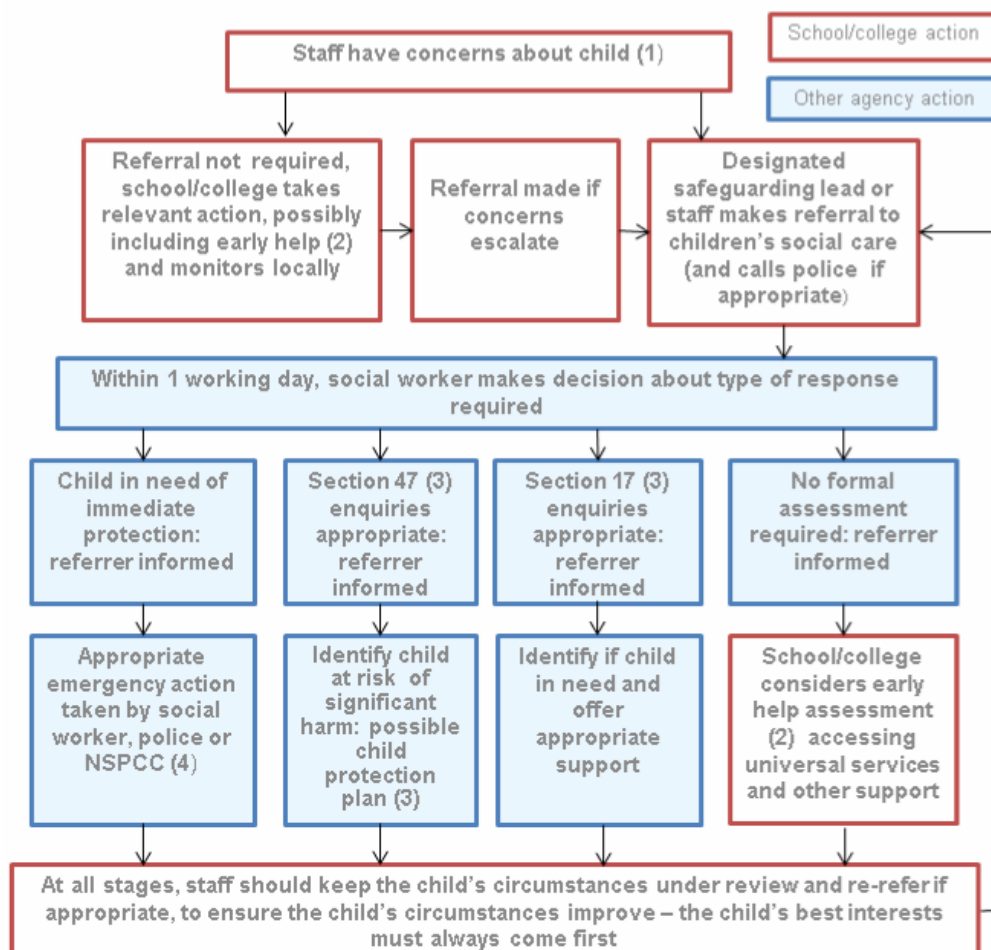 School/college action
Other agency action
Staff have concerns about child (1)
Referral not required,
school/college takes
relevant action, possibly
including early help (2)
and monitors locally
Referral made if
concerns
escalate
Designated
safeguarding lead or
staff makes referral to
children's social care
(and calls police if
appropriate)
Within 1 working day, social worker makes decision about type of response
required
Child in need of
immediate
protection:
referrer informed
Section 47 (3)
enquiries
appropriate:
referrer
informed
Section 17 (3)
enquiries
appropriate:
referrer
informed
No formal
assessment
required: referrer
informed
Appropriate
emergency action
taken by social
worker, police or
NSPCC (4)
Identify child
at risk of
significant
harm: possible
child
protection
plan (3)
Identify if child
in need and
offer
appropriate
support
School/college
considers early
help assessment
(2) accessing
universal services
and other support
At all stages, staff should keep the child's circumstances under review and re-refer if
appropriate, to ensure the child's circumstances improve – the child's best interests
must always come first